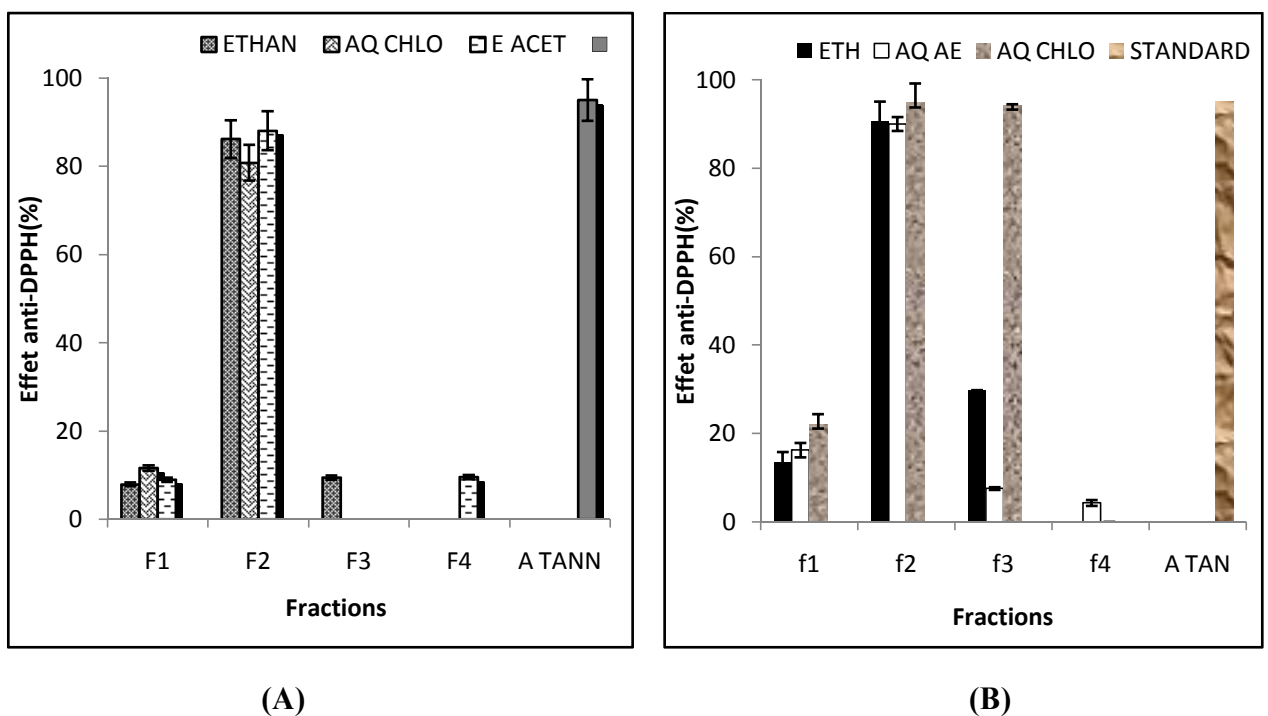 ETHAN AQ CHLO E ACET
Effet anti-DPPH(%)
100
80
60
40
20
0
F1 F2 F3 F4 A TANN
Fractions
(A)
ETH AQ AE AQ CHLO STANDARD
Effet anti-DPPH(%)
100
80
60
40
20
0
f1 f2 f3 f4 A TAN
Fractions
(B)